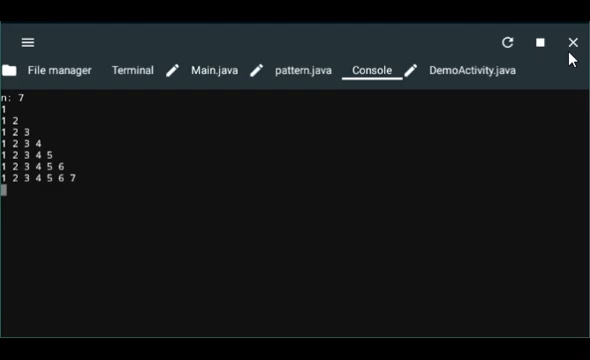 File manager Terminal Main.java pattern.java Console DemoActivity.java
n: 7
1
1 2
1 2 3
1 2 3 4
1 2 3 4 5
1 2 3 4 5 6
1 2 3 4 5 6 7